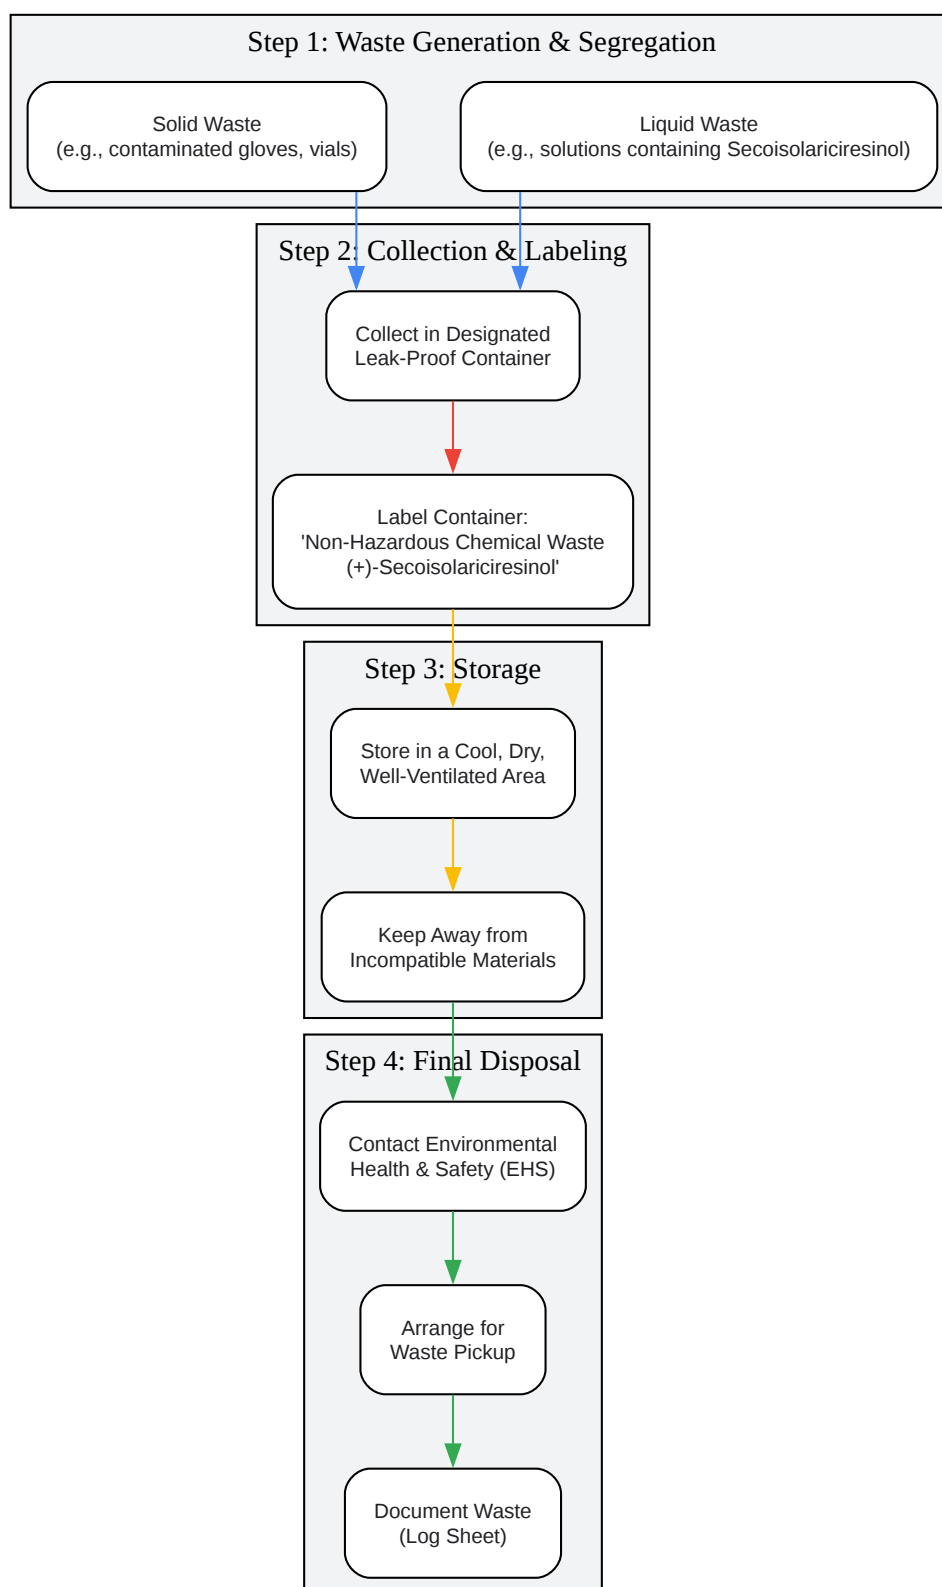 Step 1: Waste Generation & Segregation
Solid Waste
(e.g., contaminated gloves, vials)
Liquid Waste
(e.g., solutions containing Secoisolariciresinol)
Step 2: Collection & Labeling
Collect in Designated
Leak-Proof Container
Label Container:
'Non-Hazardous Chemical Waste
(+)-Secoisolariciresinol'
Step 3: Storage
Store in a Cool, Dry,
Well-Ventilated Area
Keep Away from
Incompatible Materials
Step 4: Final Disposal
Contact Environmental
Health & Safety (EHS)
Arrange for
Waste Pickup
Document Waste
(Log Sheet)